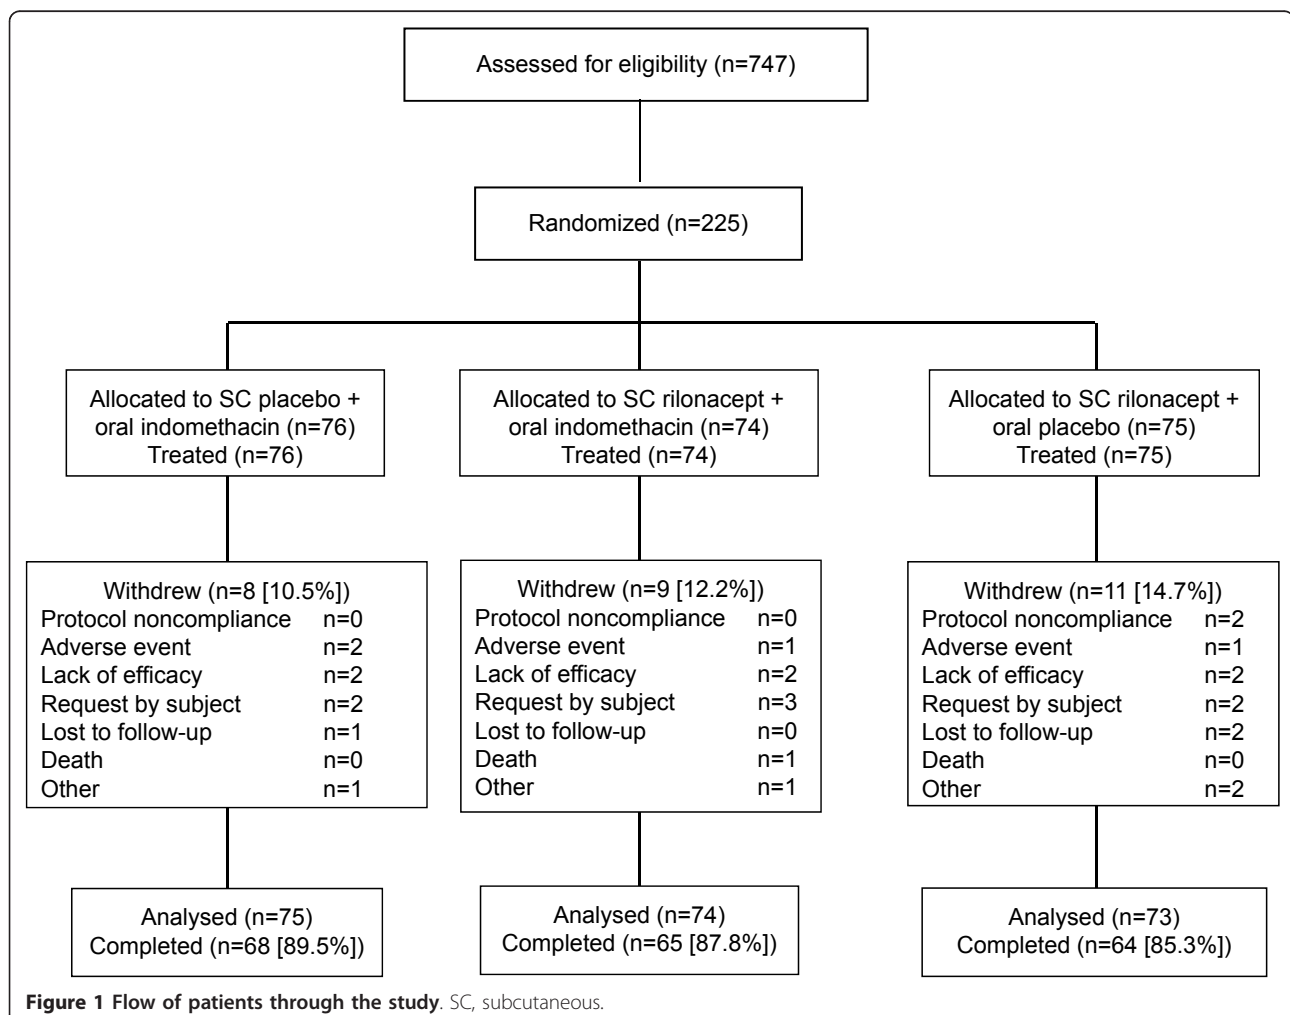 Assessed for eligibility (n=747)
Randomized (n=225)
Allocated to SC placebo +
oral indomethacin (n=76)
Treated (n=76)
Allocated to SC rilonacept +
oral indomethacin (n=74)
Treated (n=74)
Allocated to SC rilonacept +
oral placebo (n=75)
Treated (n=75)
Withdrew (n=8 [10.5%])
Protocol noncompliance n=0
Adverse event n=2
Lack of efficacy n=2
Request by subject n=2
Lost to follow-up n=1
Death n=0
Other n=1
Withdrew (n=9 [12.2%])
Protocol noncompliance n=0
Adverse event n=1
Lack of efficacy n=2
Request by subject n=3
Lost to follow-up n=0
Death n=1
Other n=1
Withdrew (n=11 [14.7%])
Protocol noncompliance n=2
Adverse event n=1
Lack of efficacy n=2
Request by subject n=2
Lost to follow-up n=2
Death n=0
Other n=2
Analysed (n=75)
Completed (n=68 [89.5%])
Analysed (n=74)
Completed (n=65 [87.8%])
Analysed (n=73)
Completed (n=64 [85.3%])
Figure 1 Flow of patients through the study. SC, subcutaneous.